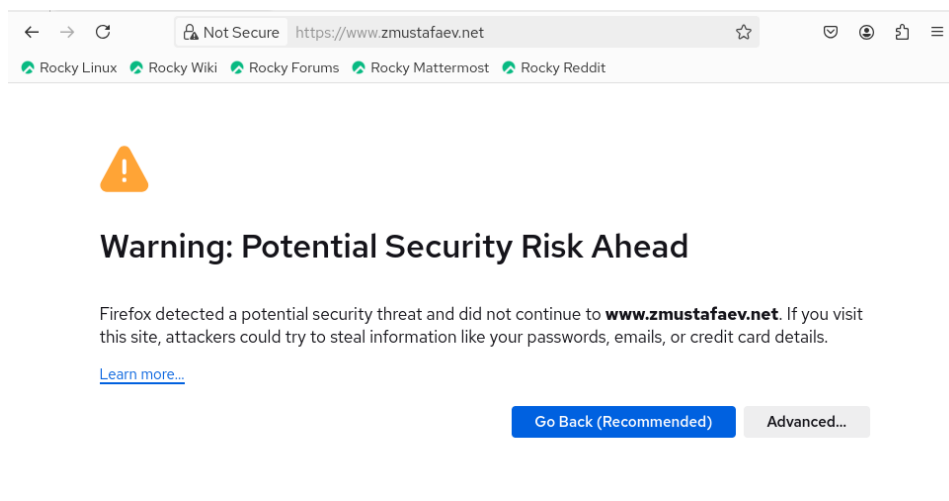 Not Secure https://www.zmustafaev.net
Rocky Linux Rocky Wiki Rocky Forums Rocky Mattermost Rocky Reddit
Warning: Potential Security Risk Ahead
Firefox detected a potential security threat and did not continue to www.zmustafaev.net. If you visit
this site, attackers could try to steal information like your passwords, emails, or credit card details.
Learn more...
Go Back (Recommended) Advanced...